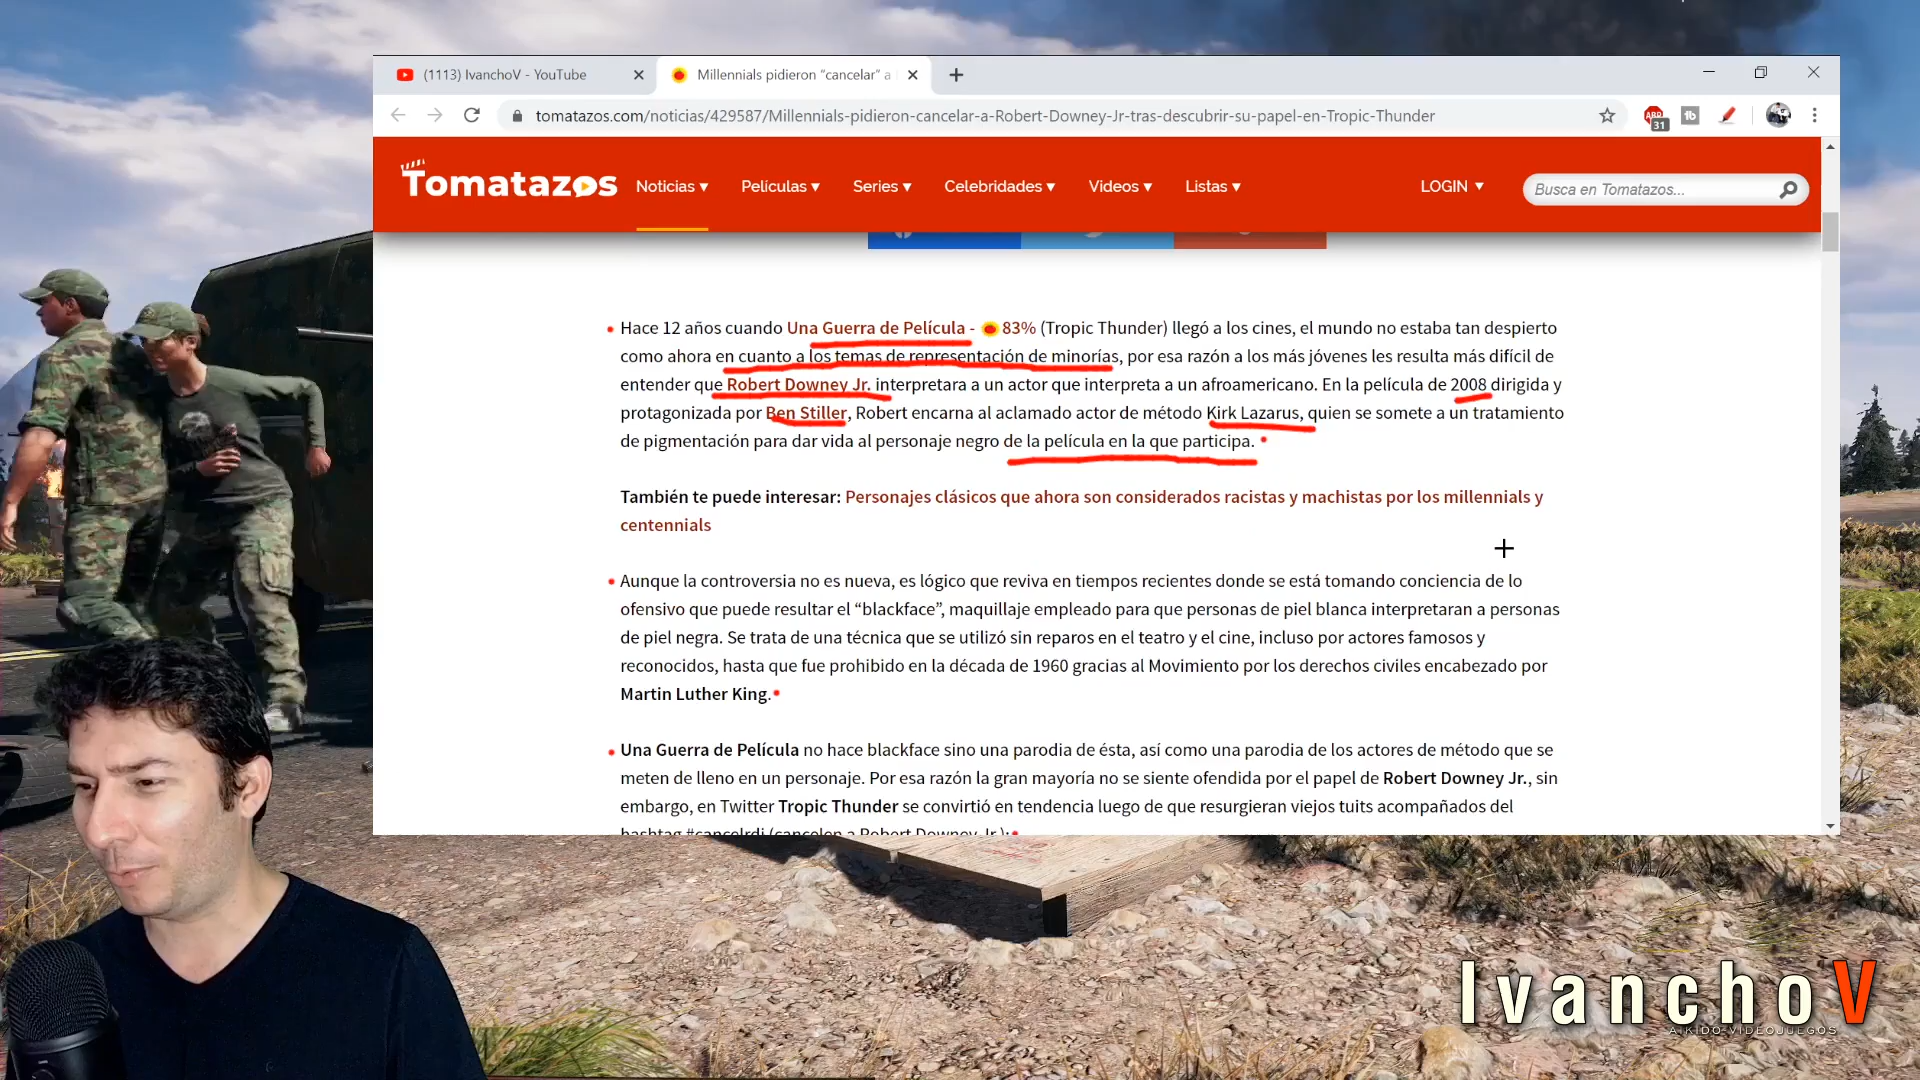 (1113) IvanchoV - YouTube
Millennials pidieron “cancelar” a
tomatazos.com/noticias/429587/Millennials-pidieron-cancelar-a-Robert-Downey-Jr-tras-descubrir-su-papel-en-Tropic-Thunder
ABP
31
tb
Tomatazos
Noticias ▾ Películas ▾ Series ▾ Celebridades ▾ Videos ▾ Listas ▾
LOGIN ▾
Busca en Tomatazos...
Hace 12 años cuando Una Guerra de Película - 83% (Tropic Thunder) llegó a los cines, el mundo no estaba tan despierto
como ahora en cuanto a los temas de representación de minorías, por esa razón a los más jóvenes les resulta más difícil de
entender que Robert Downey Jr. interpretara a un actor que interpreta a un afroamericano. En la película de 2008 dirigida y
protagonizada por Ben Stiller, Robert encarna al aclamado actor de método Kirk Lazarus, quien se somete a un tratamiento
de pigmentación para dar vida al personaje negro de la película en la que participa.
También te puede interesar: Personajes clásicos que ahora son considerados racistas y machistas por los millennials y
centennials
Aunque la controversia no es nueva, es lógico que reviva en tiempos recientes donde se está tomando conciencia de lo
ofensivo que puede resultar el “blackface”, maquillaje empleado para que personas de piel blanca interpretaran a personas
de piel negra. Se trata de una técnica que se utilizó sin reparos en el teatro y el cine, incluso por actores famosos y
reconocidos, hasta que fue prohibido en la década de 1960 gracias al Movimiento por los derechos civiles encabezado por
Martin Luther King.
Una Guerra de Película no hace blackface sino una parodia de ésta, así como una parodia de los actores de método que se
meten de lleno en un personaje. Por esa razón la gran mayoría no se siente ofendida por el papel de Robert Downey Jr., sin
embargo, en Twitter Tropic Thunder se convirtió en tendencia luego de que resurgieran viejos tuits acompañados del
hashtag #cancelrdj (cancelen a Robert Downey Jr.):
IvanchoV
AIKIDO-VIDEOJUEGOS